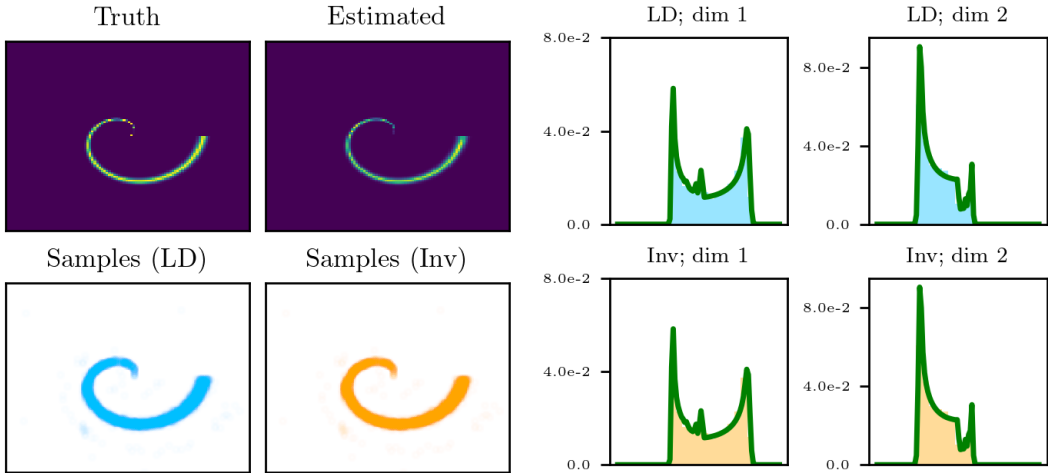 Truth
Estimated
LD; dim 1
LD; dim 2
8.0e-2
4.0e-2
0.0
8.0e-2
4.0e-2
0.0
Samples (LD)
Samples (Inv)
Inv; dim 1
Inv; dim 2
8.0e-2
4.0e-2
0.0
8.0e-2
4.0e-2
0.0